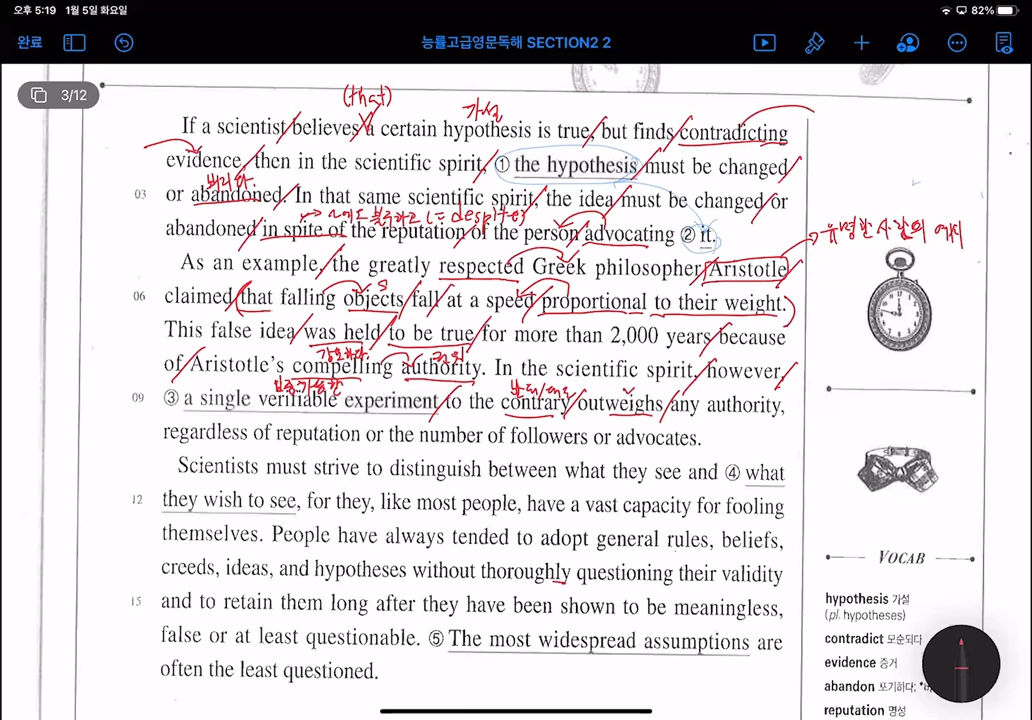 오후 5:19 1월 5일 화요일
82%
완료
능률고급영문독해 SECTION2 2
3/12
(that)
가설
If a scientist believes a certain hypothesis is true, but finds contradicting
evidence, then in the scientific spirit, ① the hypothesis must be changed
버리다.
03 or abandoned. In that same scientific spirit, the idea must be changed or
~에도 불구하고 (= despite)
abandoned in spite of the reputation of the person advocating ② it.
유명한 사람의 예시
As an example, the greatly respected Greek philosopher Aristotle
S
06 claimed that falling objects fall at a speed proportional to their weight.
This false idea was held to be true for more than 2,000 years because
강요하다 권위
of Aristotle's compelling authority. In the scientific spirit, however,
09 ③ a single verifiable experiment to the contrary outweighs any authority,
regardless of reputation or the number of followers or advocates.
Scientists must strive to distinguish between what they see and ④ what
12 they wish to see, for they, like most people, have a vast capacity for fooling
themselves. People have always tended to adopt general rules, beliefs,
creeds, ideas, and hypotheses without thoroughly questioning their validity
15 and to retain them long after they have been shown to be meaningless,
false or at least questionable. ⑤ The most widespread assumptions are
often the least questioned.
VOCAB
hypothesis 가설
(pl. hypotheses)
contradict 모순되다
evidence 증거
abandon 포기하다;
reputation 명성